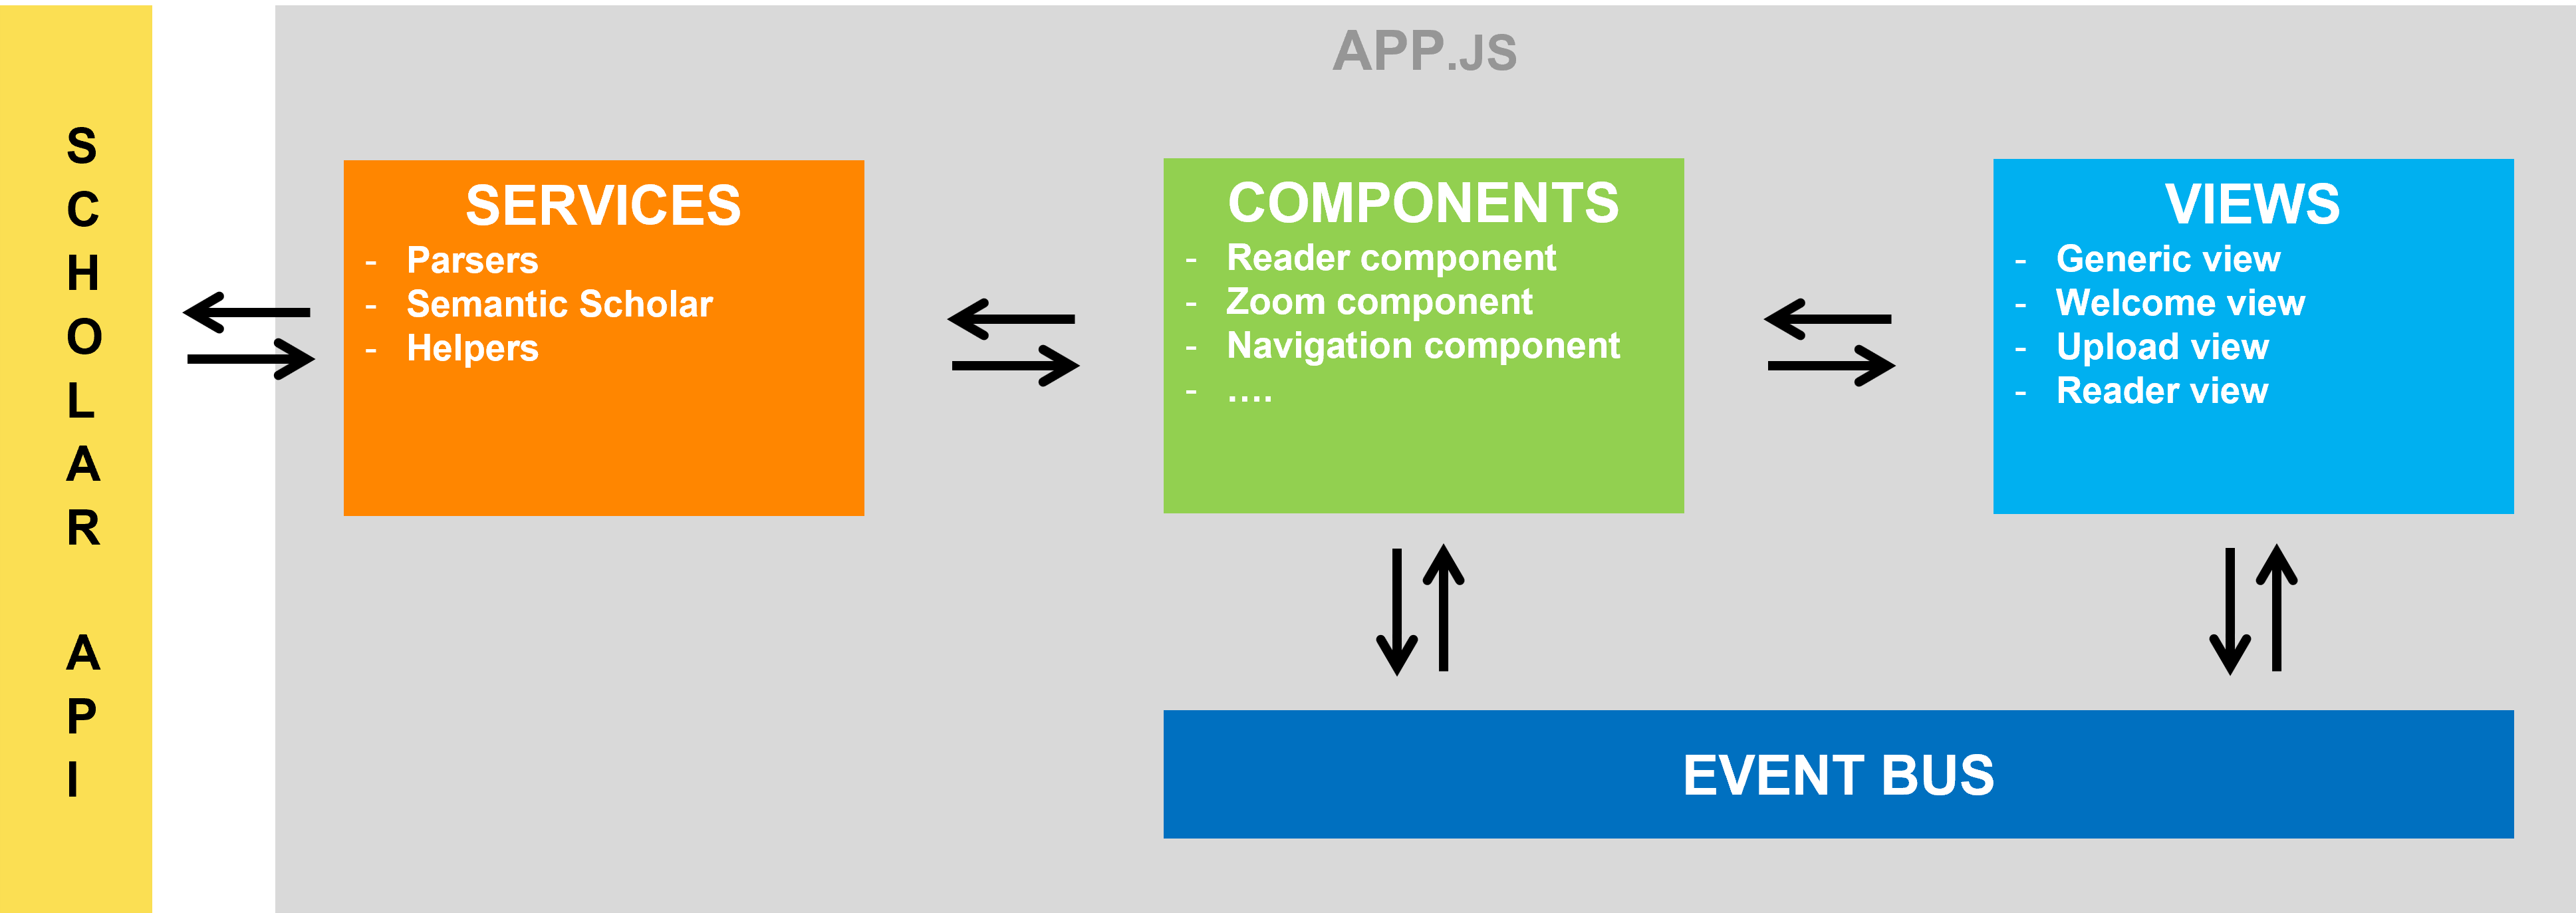 SCHOLAR API
APP.JS
SERVICES
- Parsers
- Semantic Scholar
- Helpers
COMPONENTS
- Reader component
- Zoom component
- Navigation component
- ....
VIEWS
- Generic view
- Welcome view
- Upload view
- Reader view
EVENT BUS